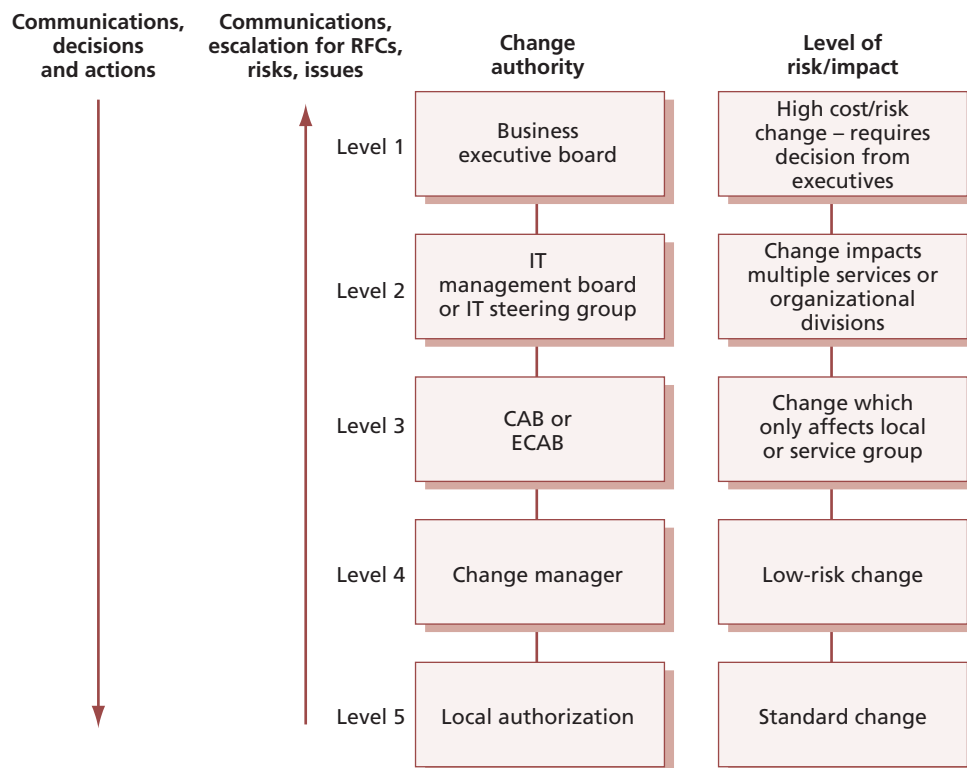 Communications,
decisions
and actions
Communications,
escalation for RFCs,
risks, issues
Change
authority
Level of
risk/impact
Level 1
Business
executive board
High cost/risk
change – requires
decision from
executives
Level 2
IT
management board
or IT steering group
Change impacts
multiple services or
organizational
divisions
Level 3
CAB or
ECAB
Change which
only affects local
or service group
Level 4
Change manager
Low-risk change
Level 5
Local authorization
Standard change